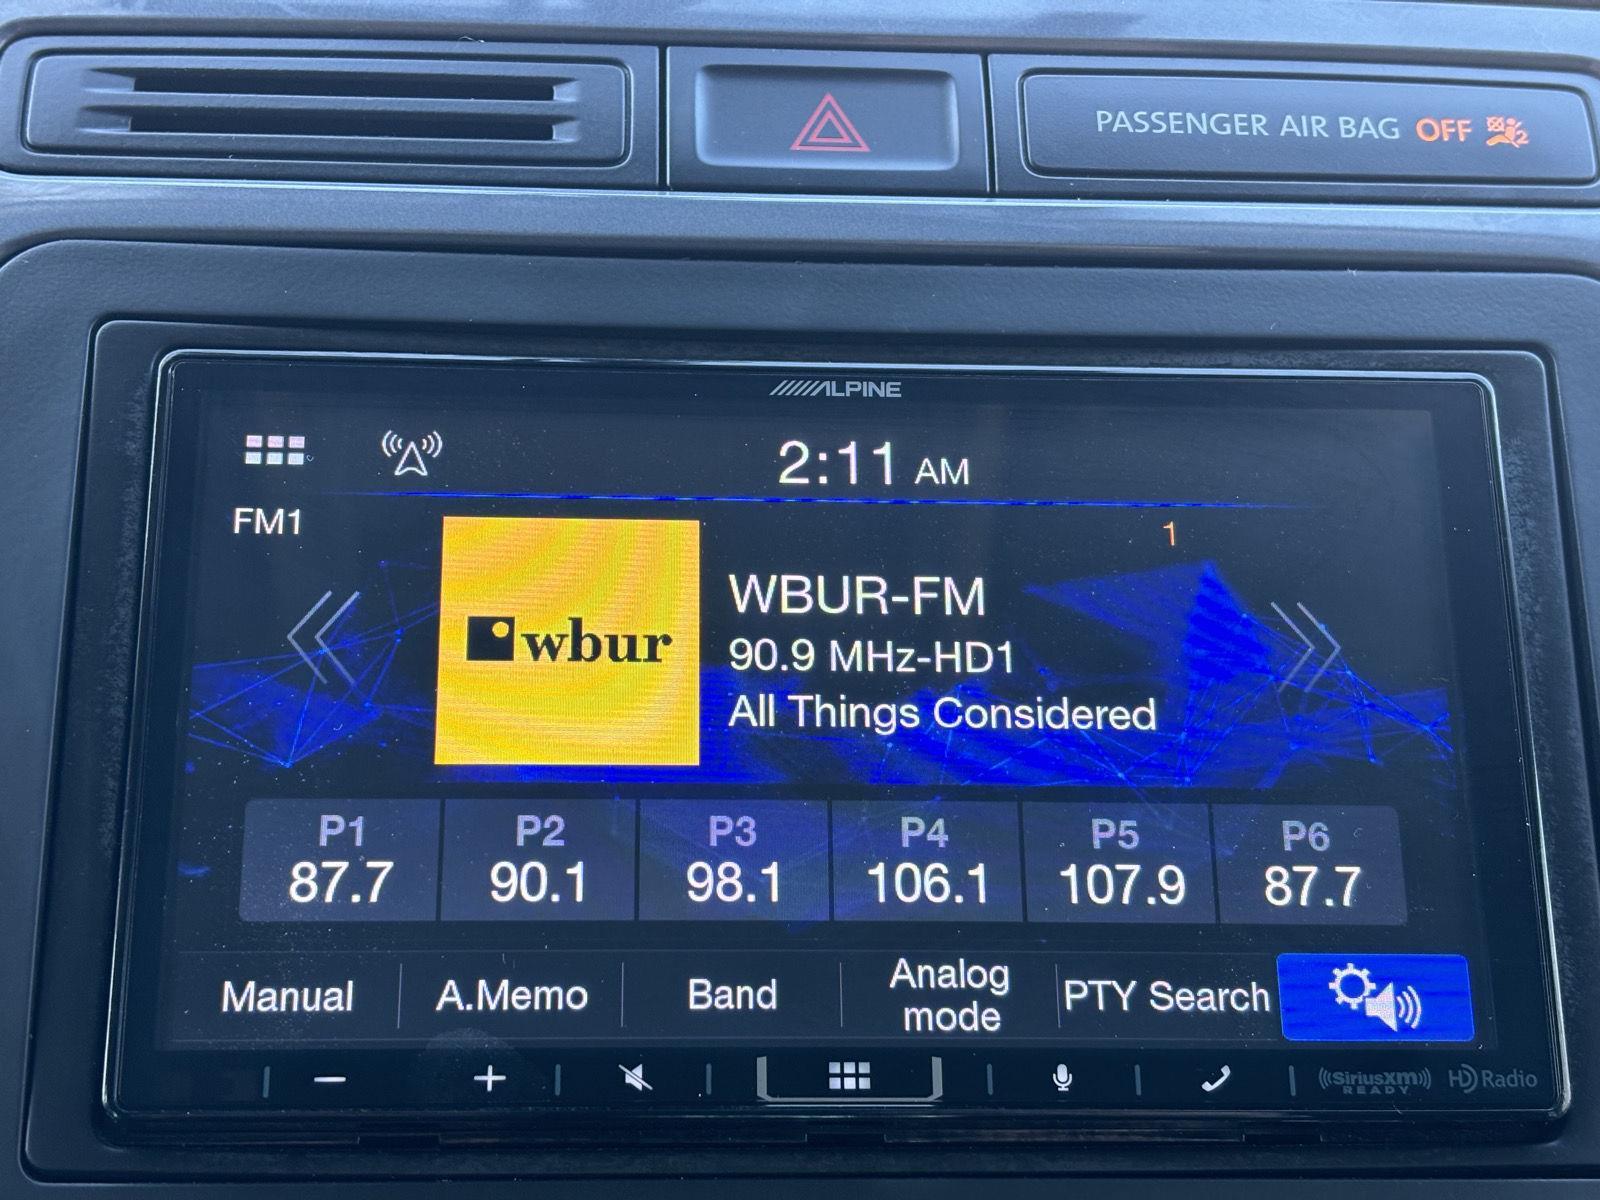 PASSENGER AIR BAG OFF
ALPINE
2:11 AM
FM1
1
wbur
WBUR-FM
90.9 MHz-HD1
All Things Considered
P1 P2 P3 P4 P5 P6
87.7 90.1 98.1 106.1 107.9 87.7
Manual A.Memo Band Analog mode PTY Search
((SiriusXM)) READY HD Radio